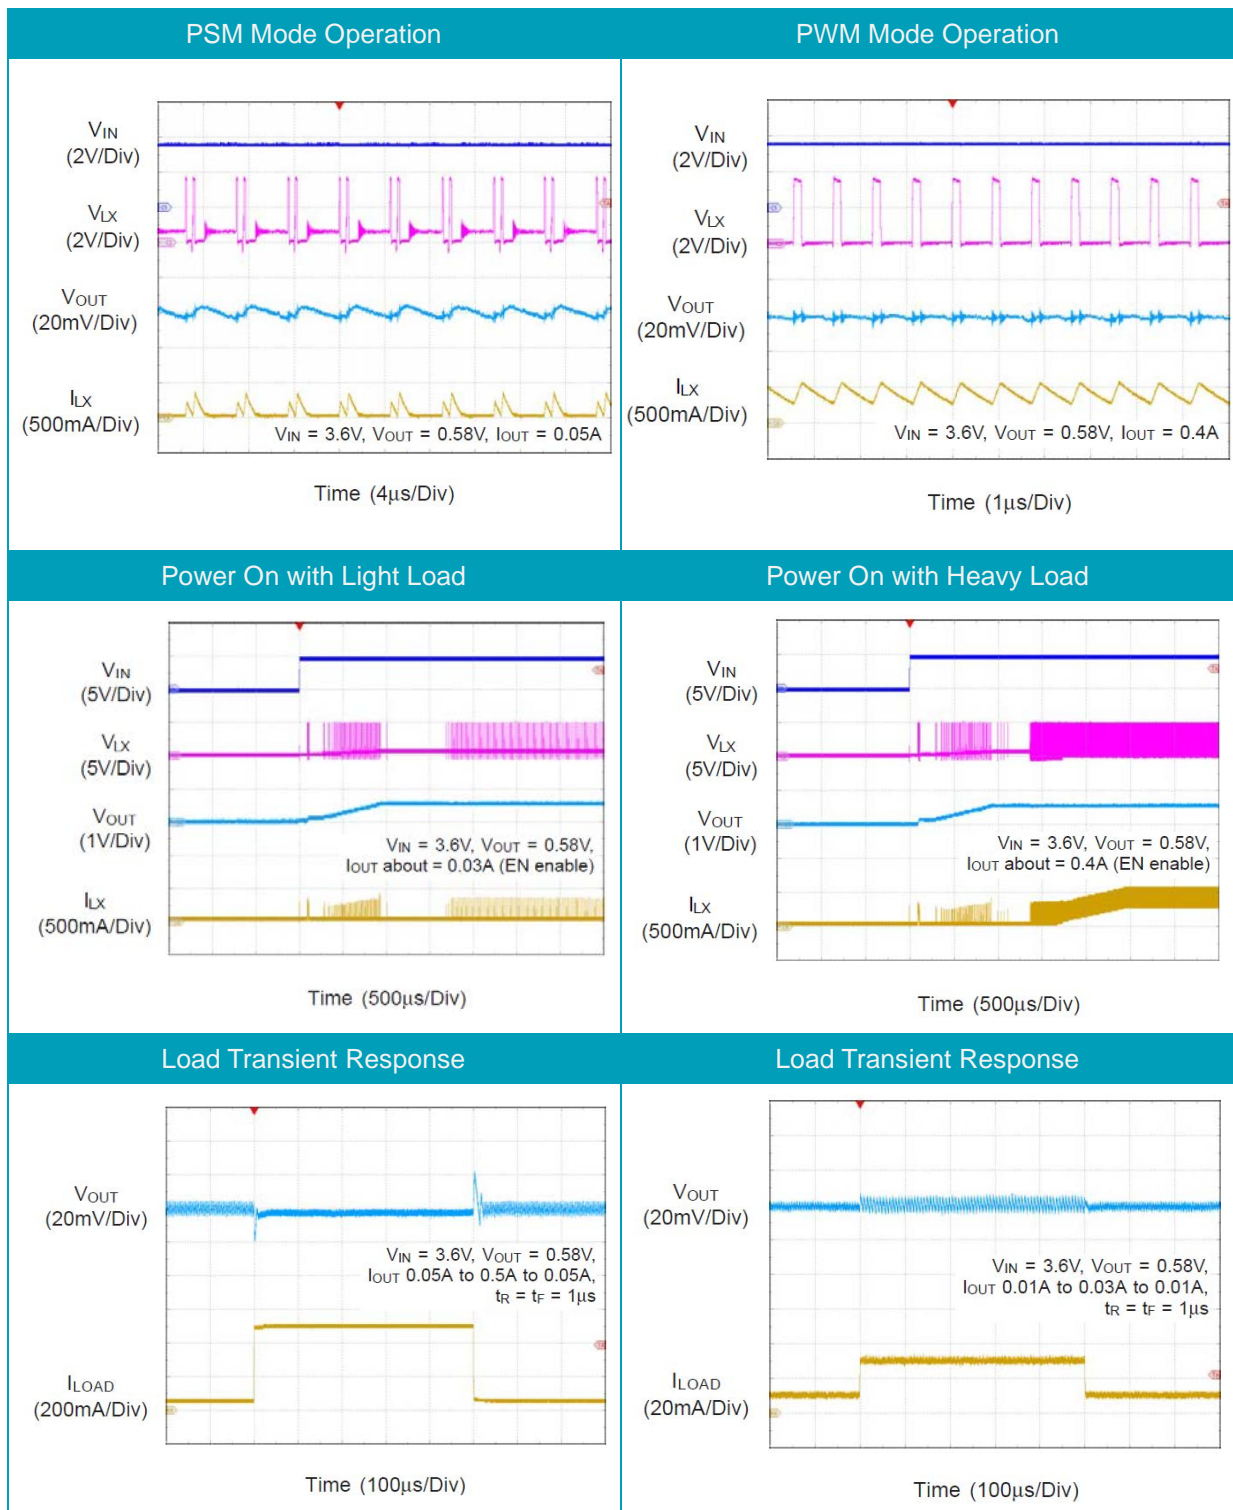 PSM Mode Operation
PWM Mode Operation
VIN
(2V/Div)
VLX
(2V/Div)
VOUT
(20mV/Div)
ILX
(500mA/Div)
VIN = 3.6V, VOUT = 0.58V, IOUT = 0.05A
Time (4μs/Div)
VIN
(2V/Div)
VLX
(2V/Div)
VOUT
(20mV/Div)
ILX
(500mA/Div)
VIN = 3.6V, VOUT = 0.58V, IOUT = 0.4A
Time (1μs/Div)
Power On with Light Load
Power On with Heavy Load
VIN
(5V/Div)
VLX
(5V/Div)
VOUT
(1V/Div)
VIN = 3.6V, VOUT = 0.58V,
IOUT about = 0.03A (EN enable)
ILX
(500mA/Div)
Time (500μs/Div)
VIN
(5V/Div)
VLX
(5V/Div)
VOUT
(1V/Div)
VIN = 3.6V, VOUT = 0.58V,
IOUT about = 0.4A (EN enable)
ILX
(500mA/Div)
Time (500μs/Div)
Load Transient Response
Load Transient Response
VOUT
(20mV/Div)
VIN = 3.6V, VOUT = 0.58V,
IOUT 0.05A to 0.5A to 0.05A,
tR = tF = 1μs
ILOAD
(200mA/Div)
Time (100μs/Div)
VOUT
(20mV/Div)
VIN = 3.6V, VOUT = 0.58V,
IOUT 0.01A to 0.03A to 0.01A,
tR = tF = 1μs
ILOAD
(20mA/Div)
Time (100μs/Div)